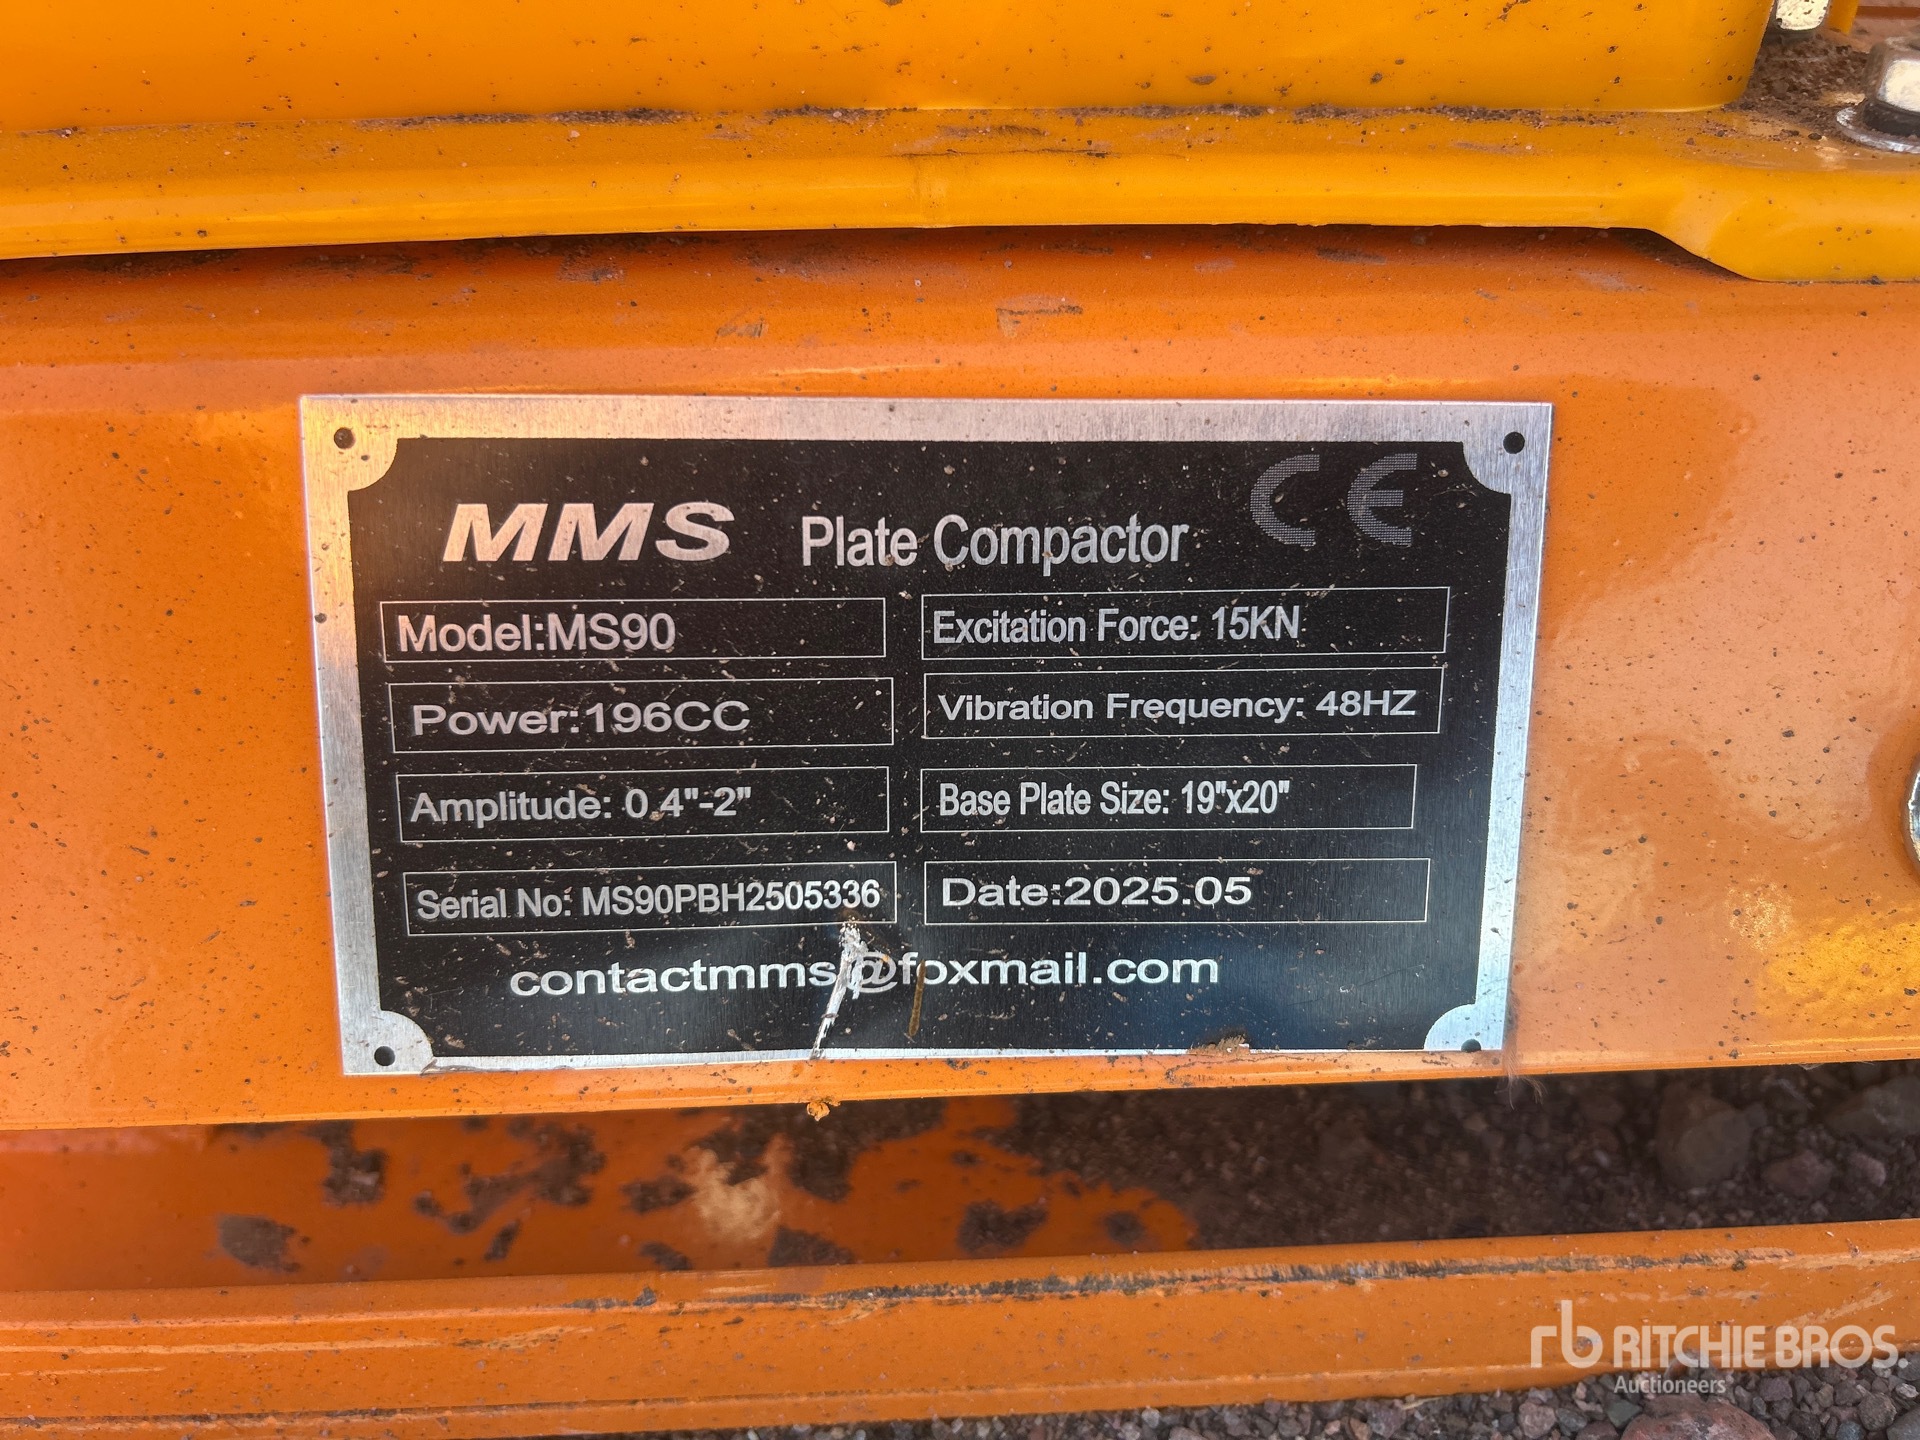 MMS Plate Compactor CE
Model:MS90
Excitation Force: 15KN
Power:196CC
Vibration Frequency: 48HZ
Amplitude: 0.4"-2"
Base Plate Size: 19"x20"
Serial No: MS90PBH2505336
Date:2025.05
contactmms@foxmail.com
rb RITCHIE BROS.
Auctioneers